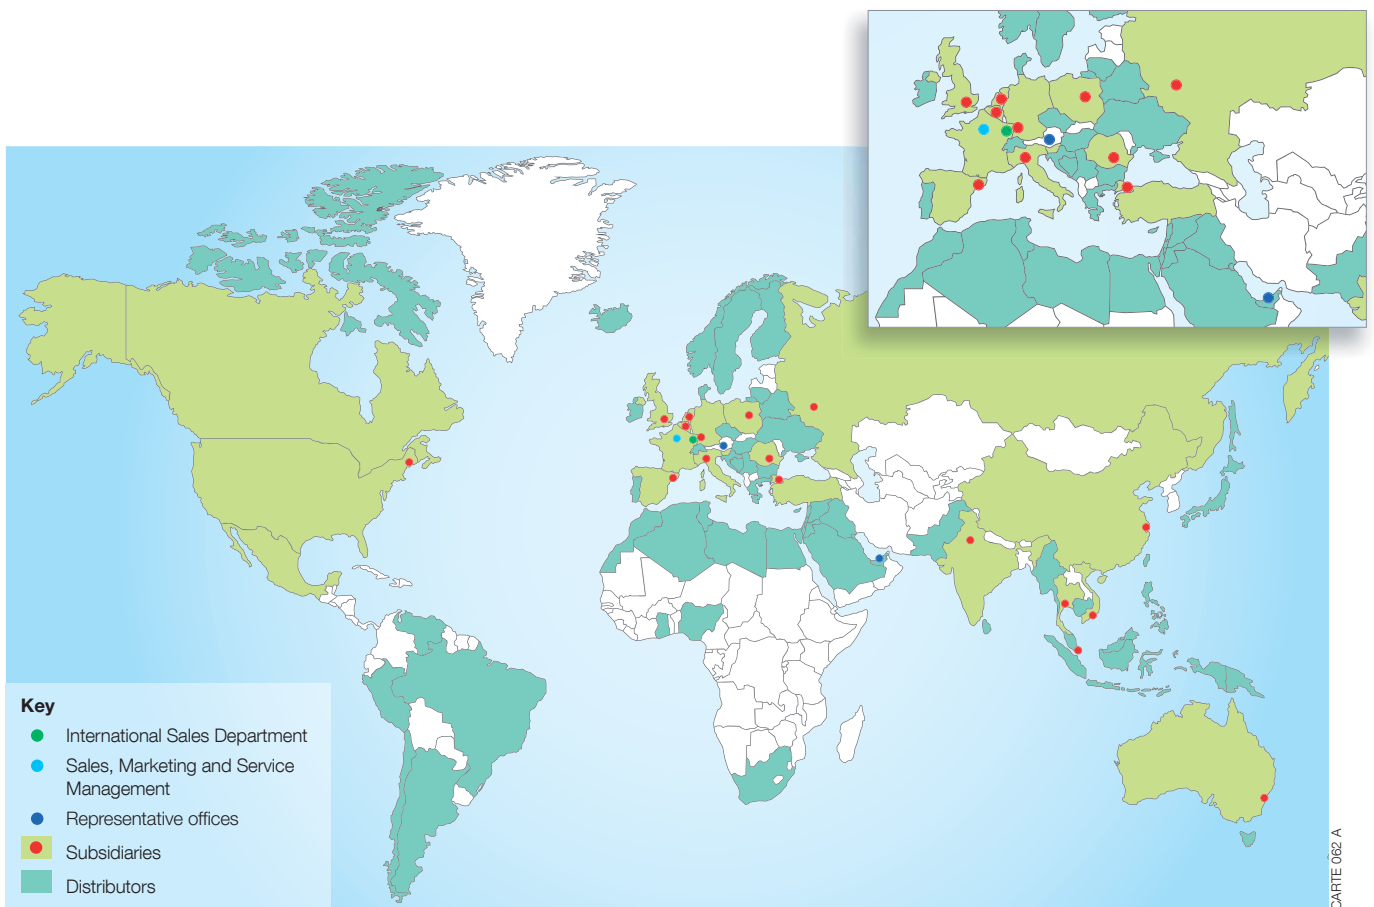 Key
International Sales Department
Sales, Marketing and Service
Management
Representative offices
Subsidiaries
Distributors
CARTE 062 A